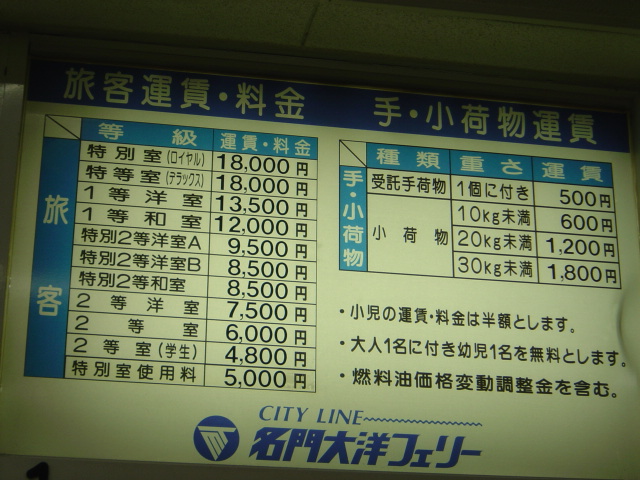 旅客運賃・料金
手・小荷物運賃
等級 運賃・料金
旅客
特別室(ロイヤル) 18,000円
特等室(デラックス) 18,000円
1等洋室 13,500円
1等和室 12,000円
特別2等洋室A 9,500円
特別2等洋室B 8,500円
特別2等和室 8,500円
2等洋室 7,500円
2等室 6,000円
2等室(学生) 4,800円
特別室使用料 5,000円
種類 重さ 運賃
手・小荷物
受託手荷物 1個に付き 500円
小荷物 10kg未満 600円
20kg未満 1,200円
30kg未満 1,800円
・小児の運賃・料金は半額とします。
・大人1名に付き幼児1名を無料とします。
・燃料油価格変動調整金を含む。
CITY LINE
名門大洋フェリー